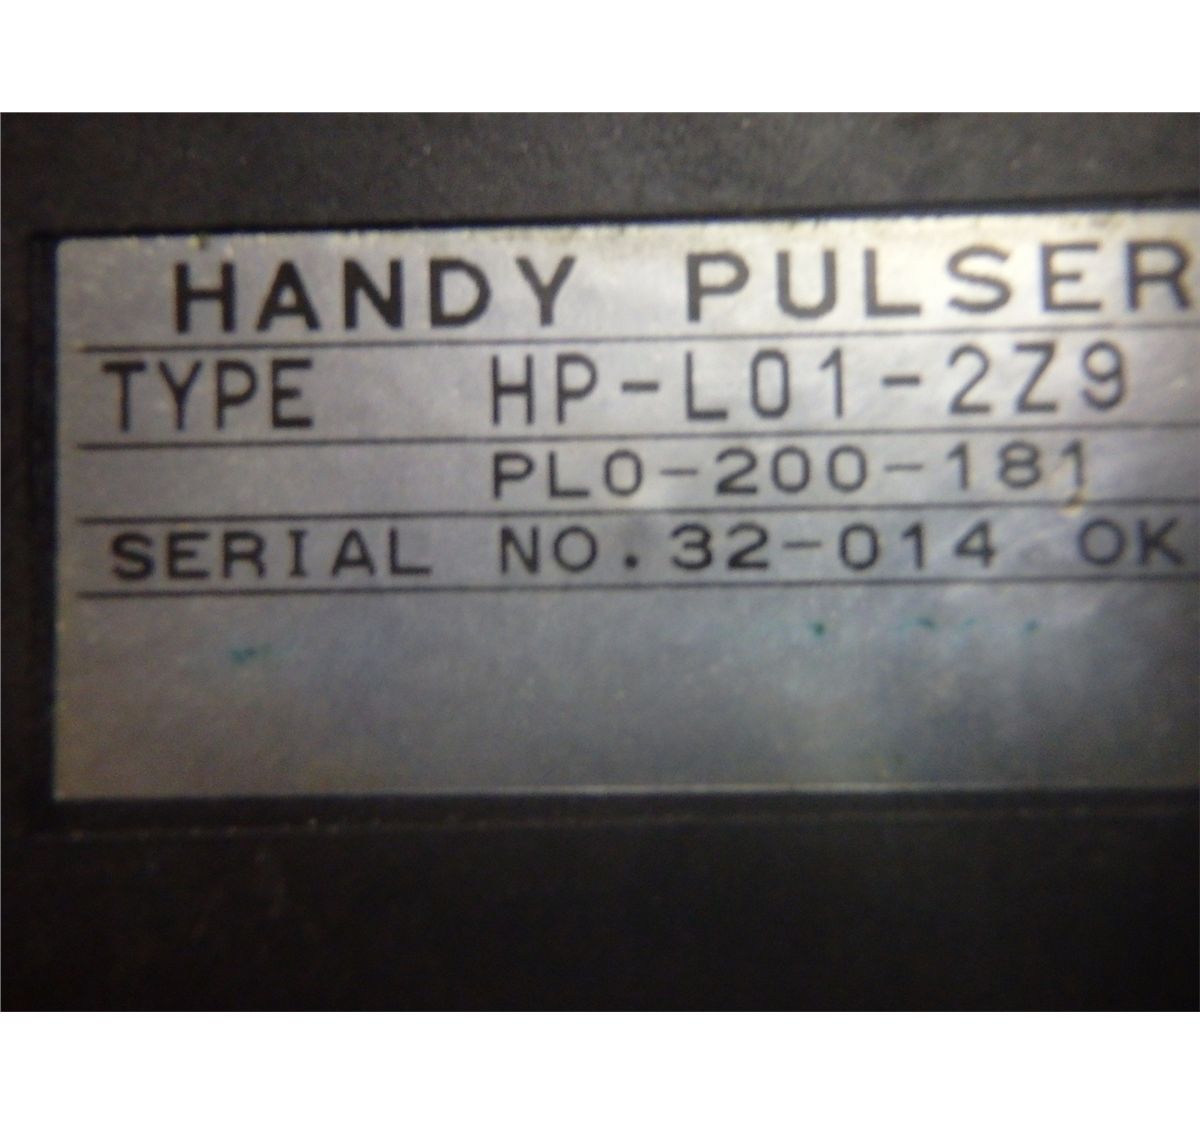 HANDY PULSER
TYPE HP-L01-2Z9
PL0-200-181
SERIAL NO.32-014 OK